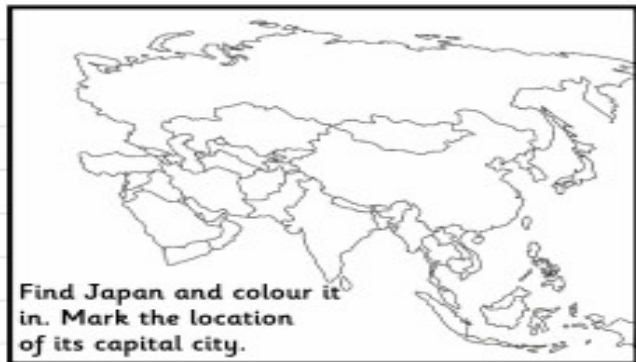 Find Japan and colour it
in. Mark the location
of its capital city.